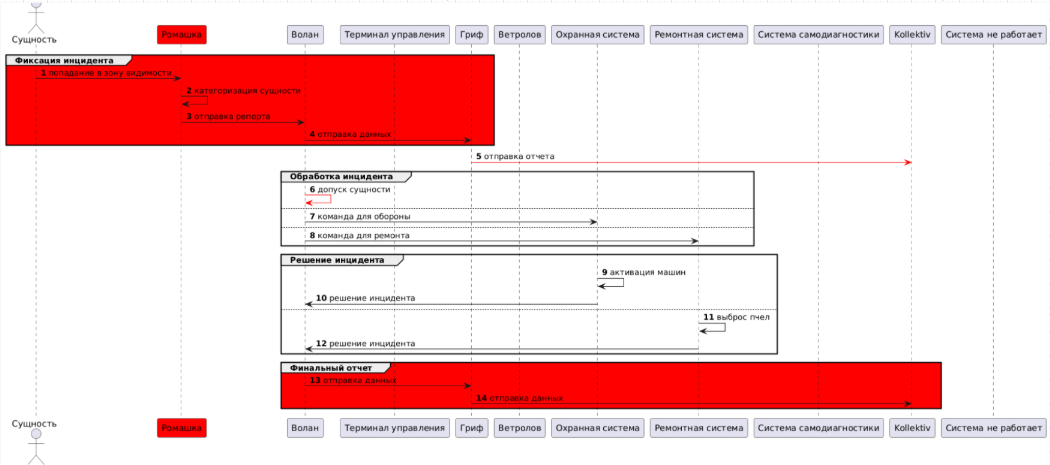 Сущность
Ромашка
Волан
Терминал управления
Гриф
Ветролов
Охранная система
Ремонтная система
Система самодиагностики
Kollektiv
Система не работает
Фиксация инцидента
1 попадание в зону видимости
2 категоризация сущности
3 отправка репорта
4 отправка данных
5 отправка отчета
Обработка инцидента
6 допуск сущности
7 команда для обороны
8 команда для ремонта
Решение инцидента
9 активация машин
10 решение инцидента
11 выброс пчел
12 решение инцидента
Финальный отчет
13 отправка данных
14 отправка данных
Сущность
Ромашка
Волан
Терминал управления
Гриф
Ветролов
Охранная система
Ремонтная система
Система самодиагностики
Kollektiv
Система не работает